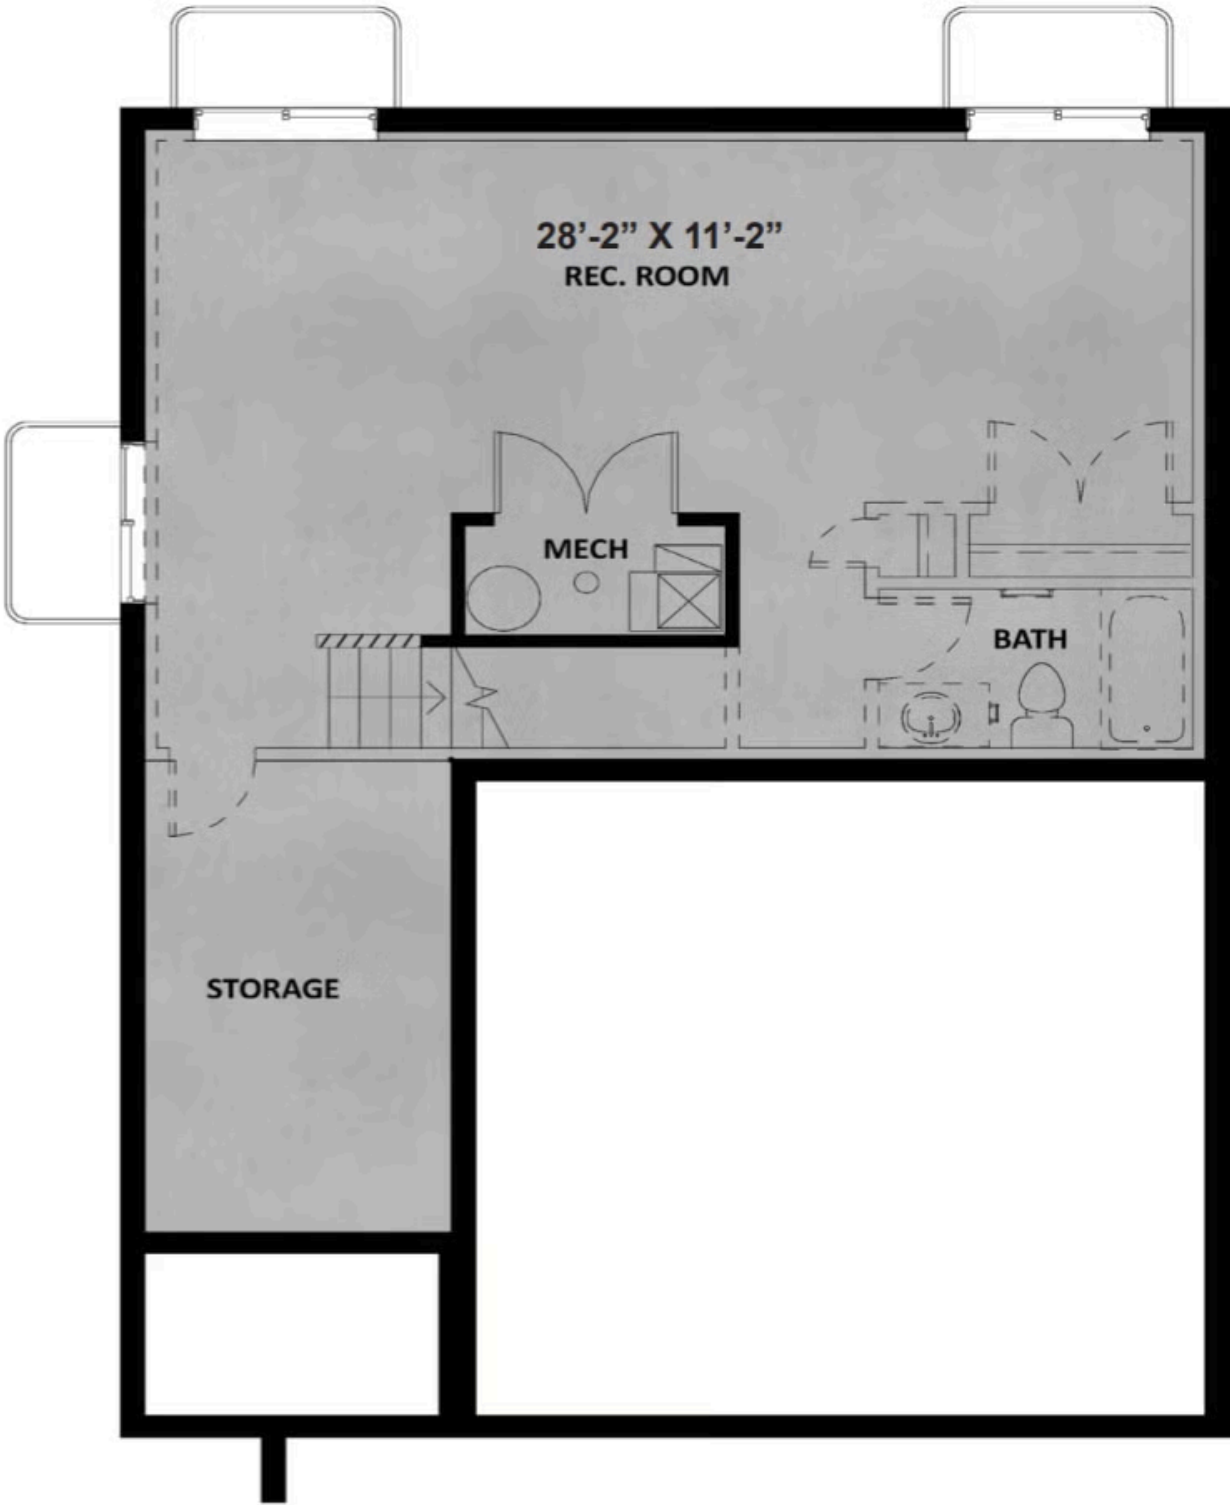 28’-2” X 11’-2”
REC. ROOM
MECH
BATH
STORAGE